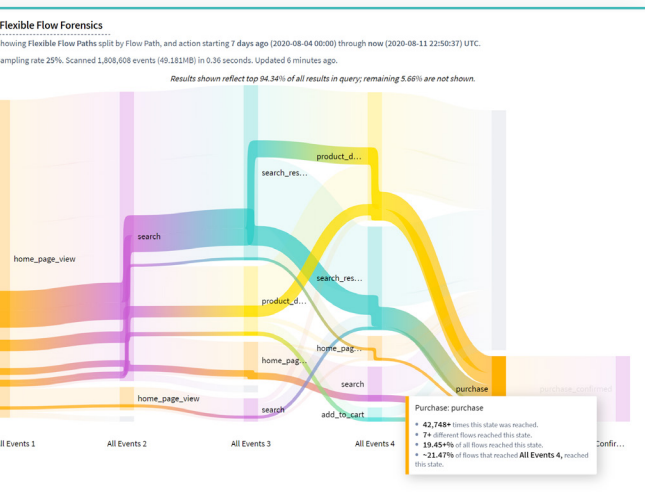 Flexible Flow Forensics
howing Flexible Flow Paths split by Flow Path, and action starting 7 days ago (2020-08-04 00:00) through now (2020-08-11 22:50:37) UTC.
ampling rate 25%. Scanned 1,808,608 events (49.181MB) in 0.36 seconds. Updated 6 minutes ago.
Results shown reflect top 94.34% of all results in query; remaining 5.66% are not shown.
product_d...
search_res...
search
home_page_view
search_res...
product_d...
home_pag...
home_pag...
search
purchase
purchase_confirmed
home_page_view
search
add_to_cart
Purchase: purchase
42,748+ times this state was reached.
7+ different flows reached this state.
19.45+% of all flows reached this state.
~21.47% of flows that reached All Events 4, reached
this state.
ll Events 1
All Events 2
All Events 3
All Events 4
Confir...